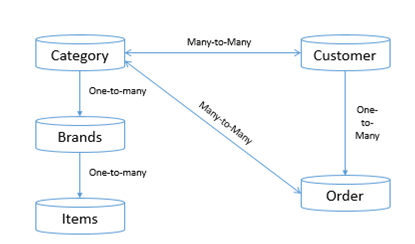 Many-to-Many
Category
Customer
One-to-many
Many-to-Many
One-
to-
Many
Brands
One-to-many
Order
Items